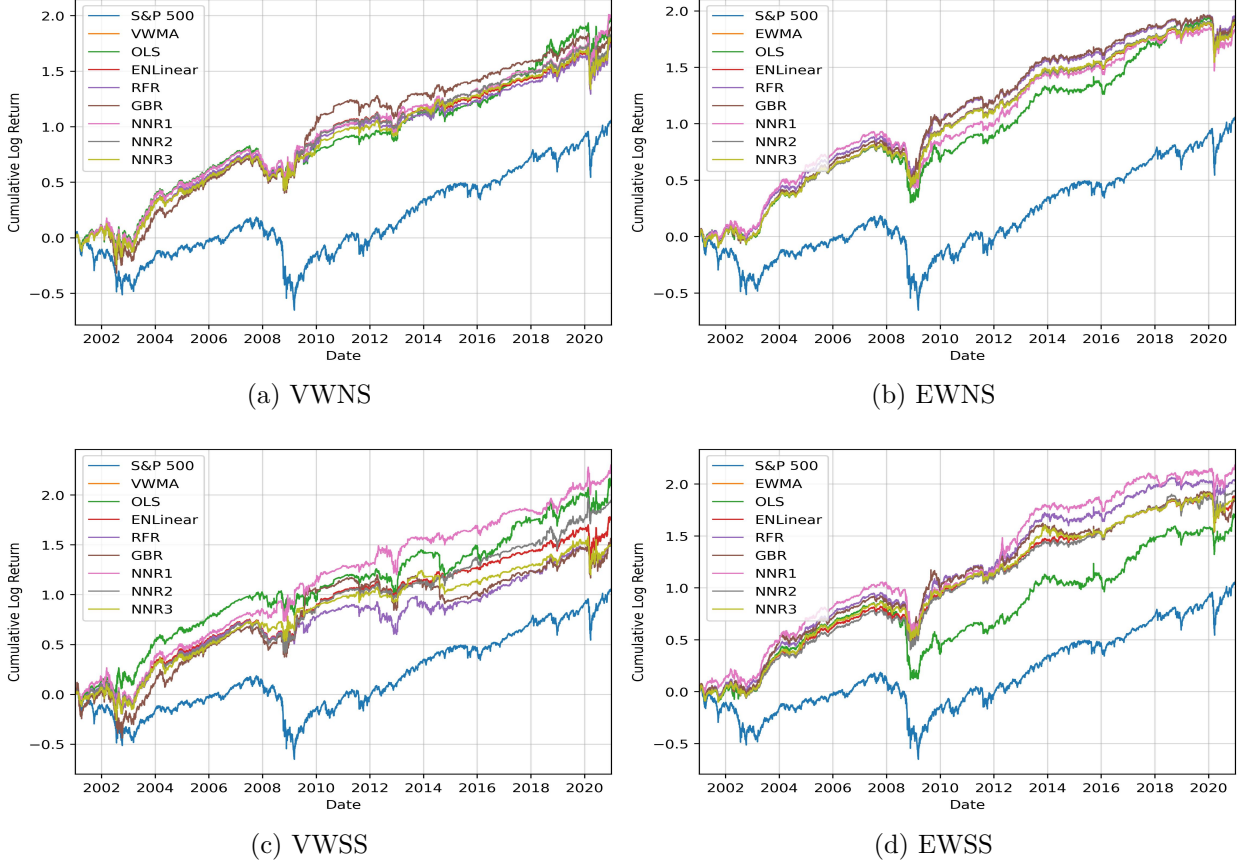 2.0
1.5
1.0
0.5
0.0
−0.5
Cumulative Log Return
S&P 500
VWMA
OLS
ENLinear
RFR
GBR
NNR1
NNR2
NNR3
2002 2004 2006 2008 2010 2012 2014 2016 2018 2020
Date
(a) VWNS
2.0
1.5
1.0
0.5
0.0
−0.5
Cumulative Log Return
S&P 500
EWMA
OLS
ENLinear
RFR
GBR
NNR1
NNR2
NNR3
2002 2004 2006 2008 2010 2012 2014 2016 2018 2020
Date
(b) EWNS
2.0
1.5
1.0
0.5
0.0
−0.5
Cumulative Log Return
S&P 500
VWMA
OLS
ENLinear
RFR
GBR
NNR1
NNR2
NNR3
2002 2004 2006 2008 2010 2012 2014 2016 2018 2020
Date
(c) VWSS
2.0
1.5
1.0
0.5
0.0
−0.5
Cumulative Log Return
S&P 500
EWMA
OLS
ENLinear
RFR
GBR
NNR1
NNR2
NNR3
2002 2004 2006 2008 2010 2012 2014 2016 2018 2020
Date
(d) EWSS